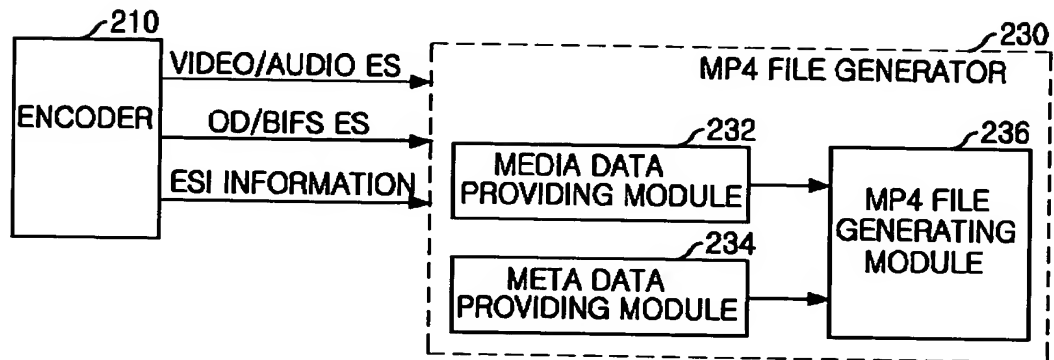 210
ENCODER
VIDEO/AUDIO ES
OD/BIFS ES
ESI INFORMATION
230
MP4 FILE GENERATOR
232
MEDIA DATA
PROVIDING MODULE
234
META DATA
PROVIDING MODULE
236
MP4 FILE
GENERATING
MODULE